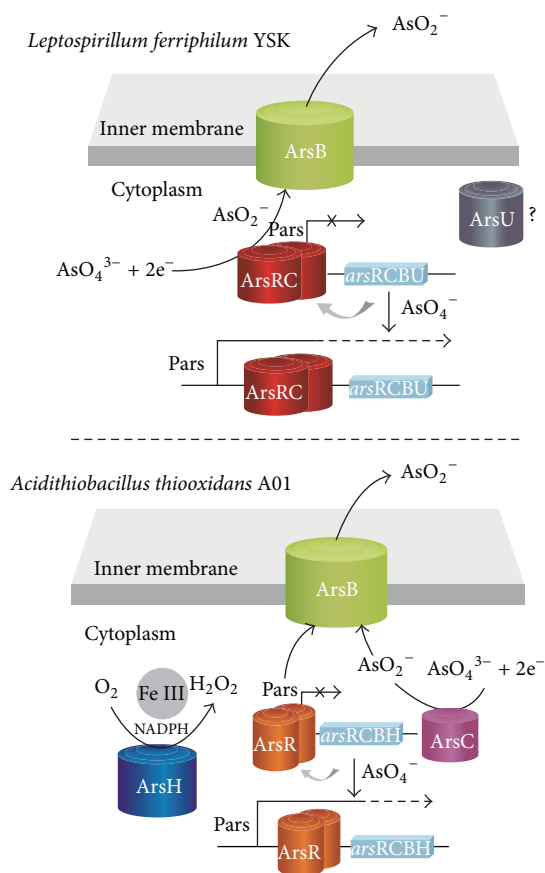 AsO₂⁻
Leptospirillum ferriphilum YSK
Inner membrane
ArsB
Cytoplasm
AsO₂⁻
Pars
ArsU ?
AsO₄³⁻ + 2e⁻
ArsRC
arsRCBU
AsO₄⁻
Pars
ArsRC
arsRCBU
Acidithiobacillus thiooxidans A01
AsO₂⁻
Inner membrane
ArsB
Cytoplasm
AsO₂⁻
AsO₄³⁻ + 2e⁻
O₂
Fe III
H₂O₂
Pars
NADPH
ArsR
arsRCBH
ArsC
ArsH
AsO₄⁻
Pars
ArsR
arsRCBH